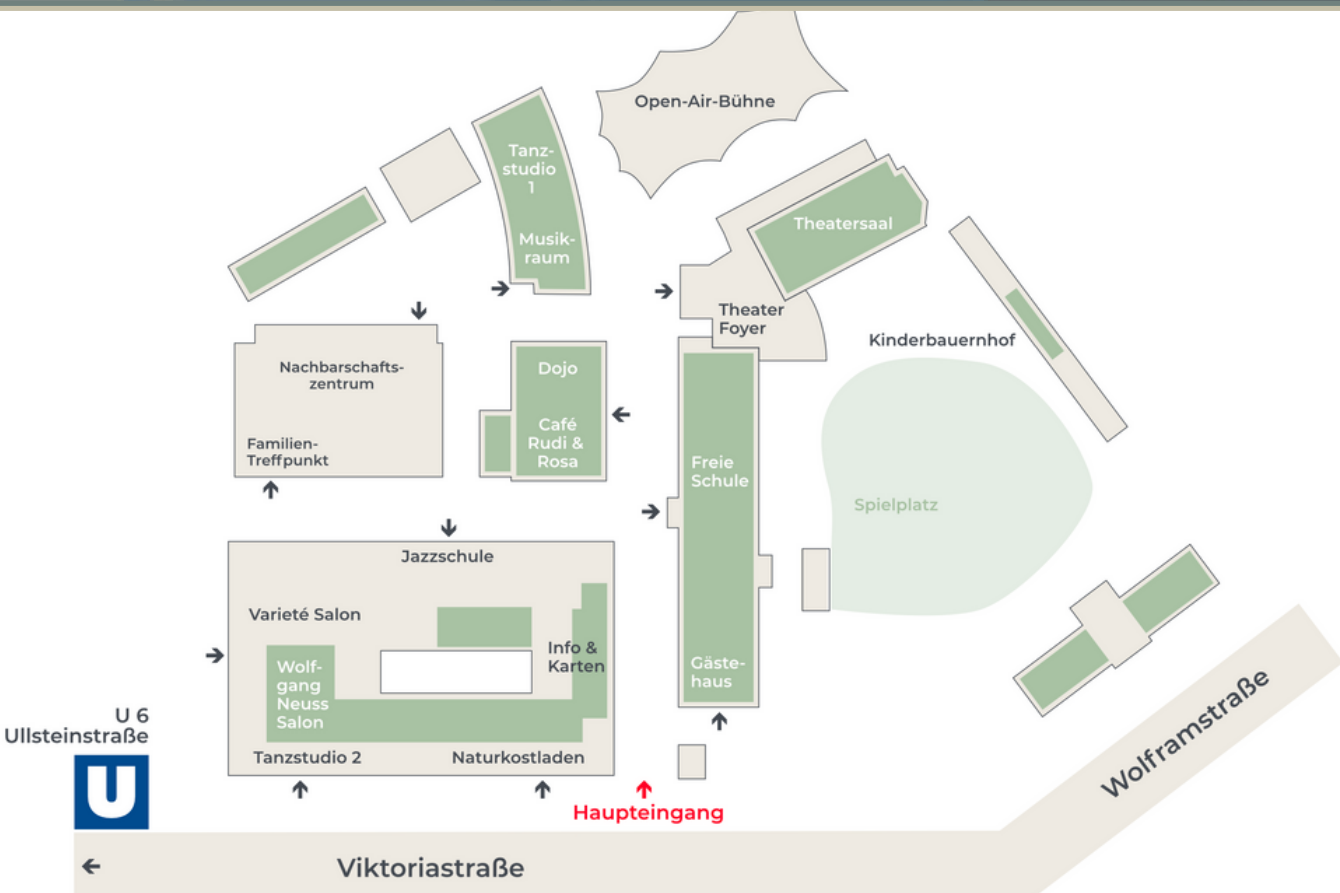 Open-Air-Bühne
Tanz-
studio
1
Musik-
raum
Theatersaal
Theater
Foyer
Kinderbauernhof
Nachbarschafts-
zentrum
Familien-
Treffpunkt
Dojo
Café
Rudi &
Rosa
Freie
Schule
Spielplatz
Jazzschule
Varieté Salon
Info &
Karten
Wolf-
gang
Neuss
Salon
Gäste-
haus
Tanzstudio 2
Naturkostladen
U 6
Ullsteinstraße
U
Haupteingang
Wolframstraße
Viktoriastraße